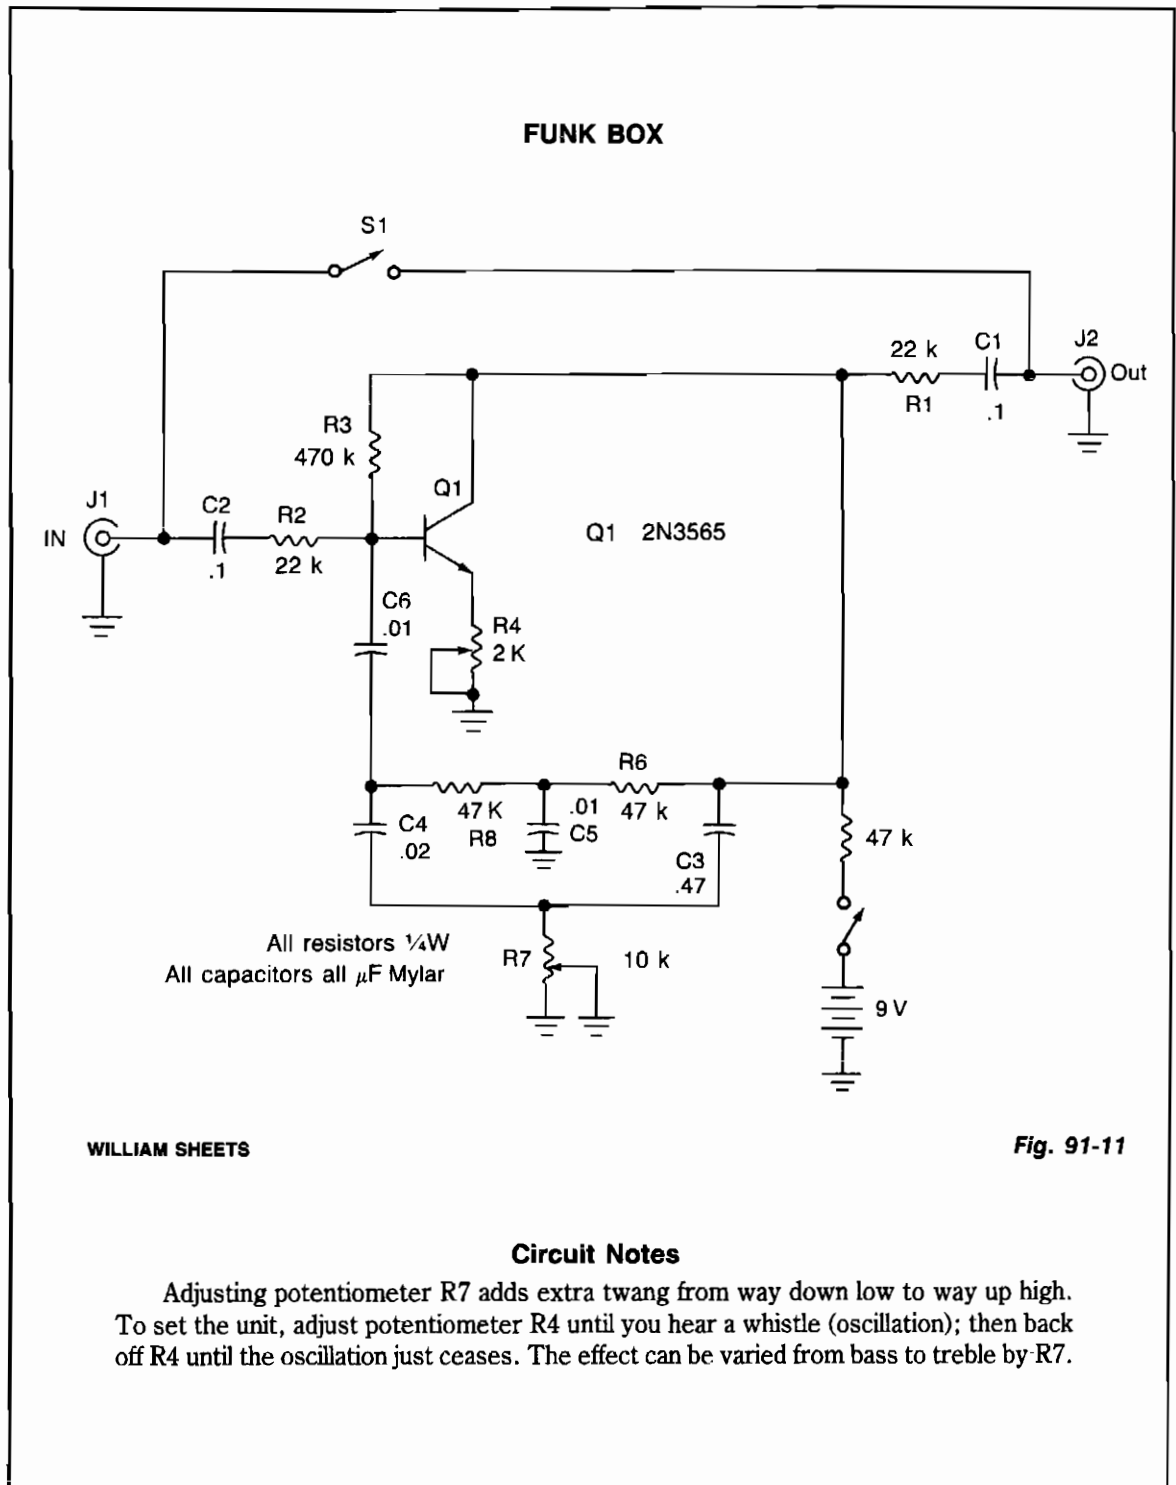 FUNK BOX
S1
22 k
C1
J2
Out
R1
.1
R3
470 k
Q1
J1
C2
R2
IN
Q1 2N3565
.1
22 k
C6
.01
R4
2 K
R6
47 K
R8
.01
C5
47 k
C4
.02
C3
.47
47 k
All resistors ¼W
All capacitors all µF Mylar
R7
10 k
9 V
WILLIAM SHEETS
Fig. 91-11
Circuit Notes
Adjusting potentiometer R7 adds extra twang from way down low to way up high.
To set the unit, adjust potentiometer R4 until you hear a whistle (oscillation); then back
off R4 until the oscillation just ceases. The effect can be varied from bass to treble by R7.